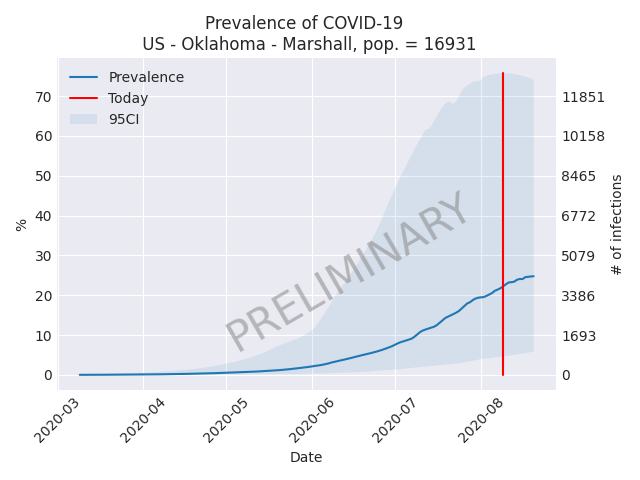 Prevalence of COVID-19
US - Oklahoma - Marshall, pop. = 16931
Prevalence
Today
95CI
70
60
50
40
30
20
10
0
%
11851
10158
8465
6772
5079
3386
1693
0
# of infections
PRELIMINARY
2020-03
2020-04
2020-05
2020-06
2020-07
2020-08
Date